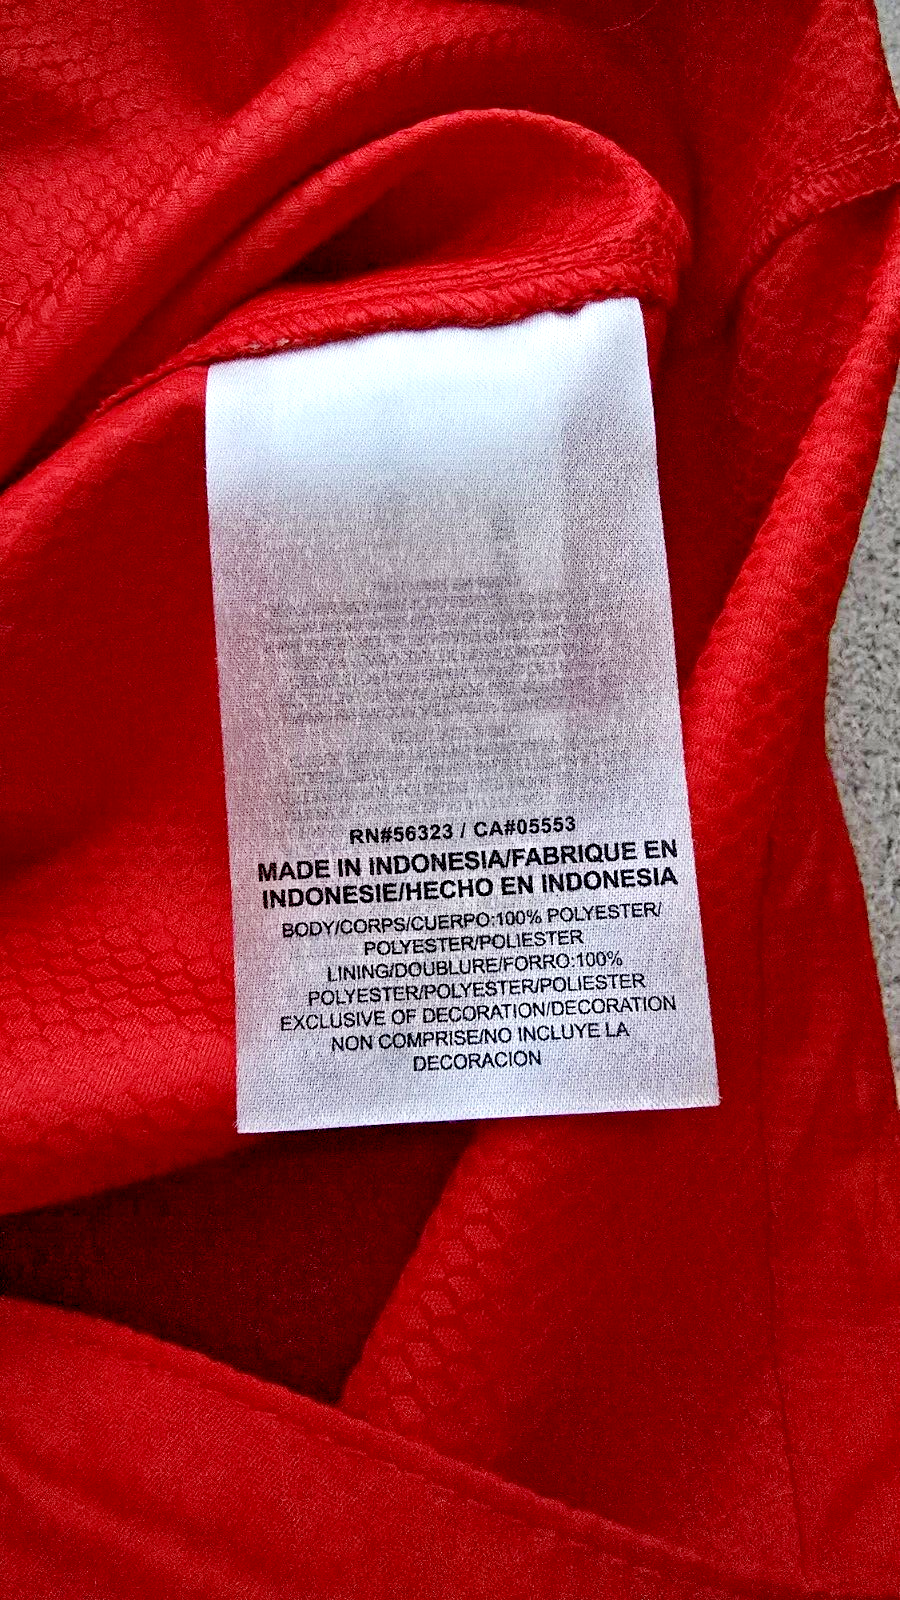 RN#56323 / CA#05553
MADE IN INDONESIA/FABRIQUE EN
INDONESIE/HECHO EN INDONESIA
BODY/CORPS/CUERPO:100% POLYESTER/
POLYESTER/POLIESTER
LINING/DOUBLURE/FORRO:100%
POLYESTER/POLYESTER/POLIESTER
EXCLUSIVE OF DECORATION/DECORATION
NON COMPRISE/NO INCLUYE LA
DECORACION